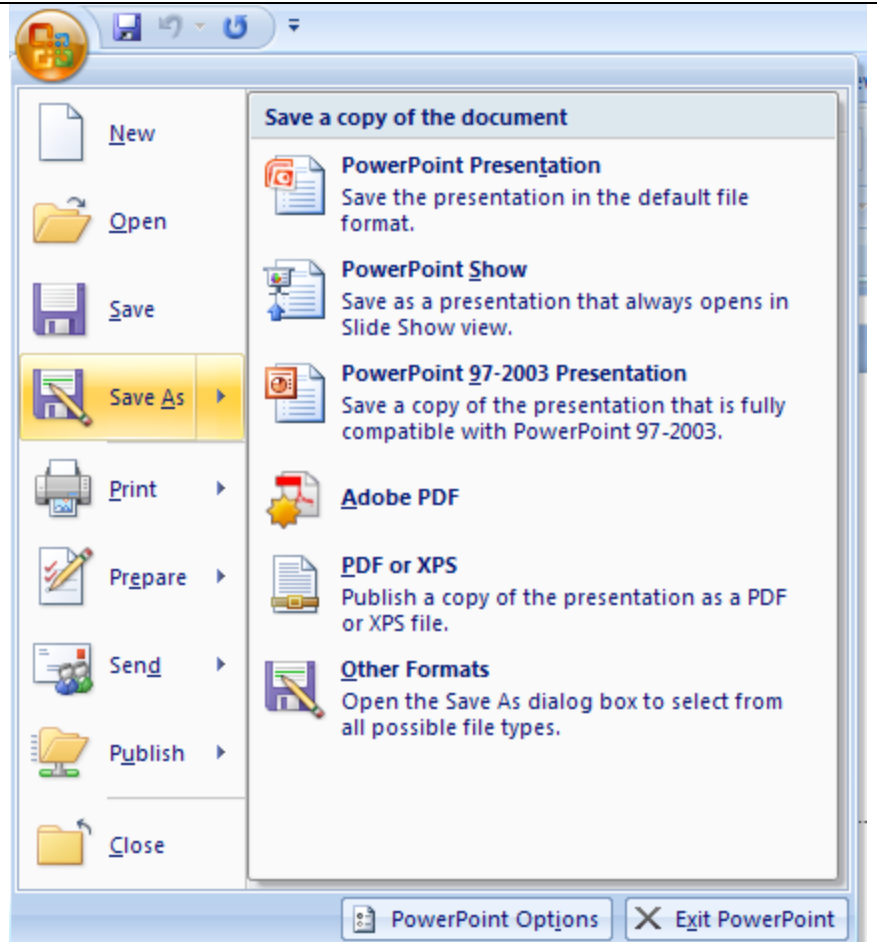 New
Open
Save
Save As
Print
Prepare
Send
Publish
Close
Save a copy of the document
PowerPoint Presentation
Save the presentation in the default file
format.
PowerPoint Show
Save as a presentation that always opens in
Slide Show view.
PowerPoint 97-2003 Presentation
Save a copy of the presentation that is fully
compatible with PowerPoint 97-2003.
Adobe PDF
PDF or XPS
Publish a copy of the presentation as a PDF
or XPS file.
Other Formats
Open the Save As dialog box to select from
all possible file types.
PowerPoint Options
Exit PowerPoint